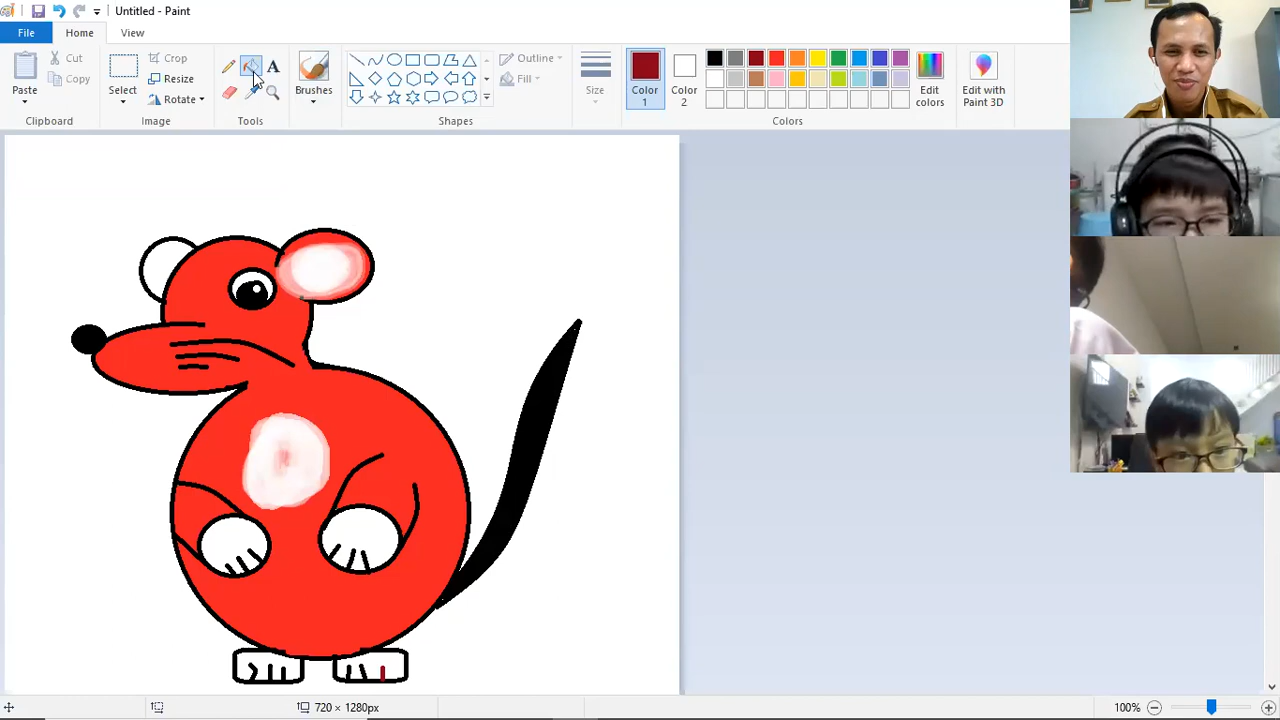 Untitled - Paint
File Home View
Paste
Cut
Copy
Clipboard
Select
Crop
Resize
Rotate
Image
A
Tools
Brushes
Outline
Fill
Shapes
Size
Color 1
Color 2
Edit colors
Colors
Edit with Paint 3D
720 × 1280px
100%